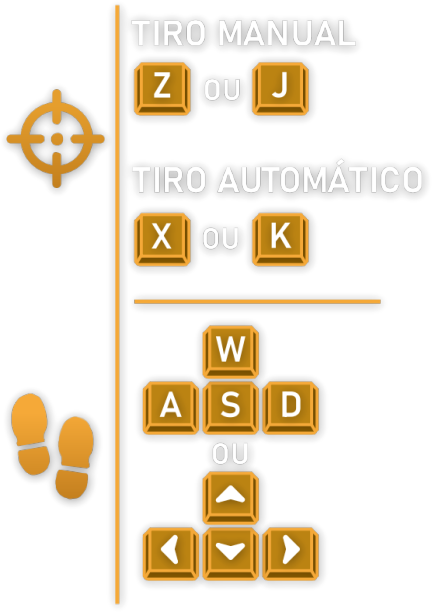 TIRO MANUAL
Z OU J
TIRO AUTOMÁTICO
X OU K
W
A S D
OU